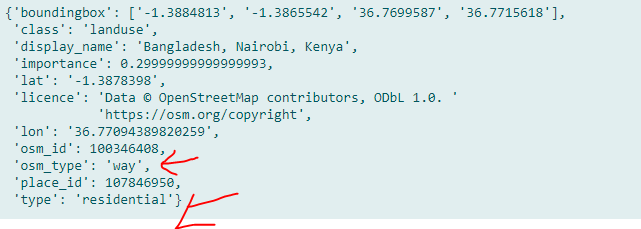 {'boundingbox': ['-1.3884813', '-1.3865542', '36.7699587', '36.7715618'],
'class': 'landuse',
'display_name': 'Bangladesh, Nairobi, Kenya',
'importance': 0.29999999999999993,
'lat': '-1.3878398',
'licence': 'Data © OpenStreetMap contributors, ODbL 1.0. '
'https://osm.org/copyright',
'lon': '36.77094389820259',
'osm_id': 100346408,
'osm_type': 'way',
'place_id': 107846950,
'type': 'residential'}